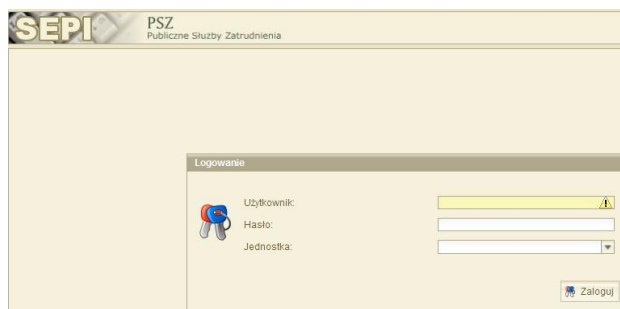 SEPI
PSZ
Publiczne Służby Zatrudnienia
Logowanie
Użytkownik:
Hasło:
Jednostka:
Zaloguj